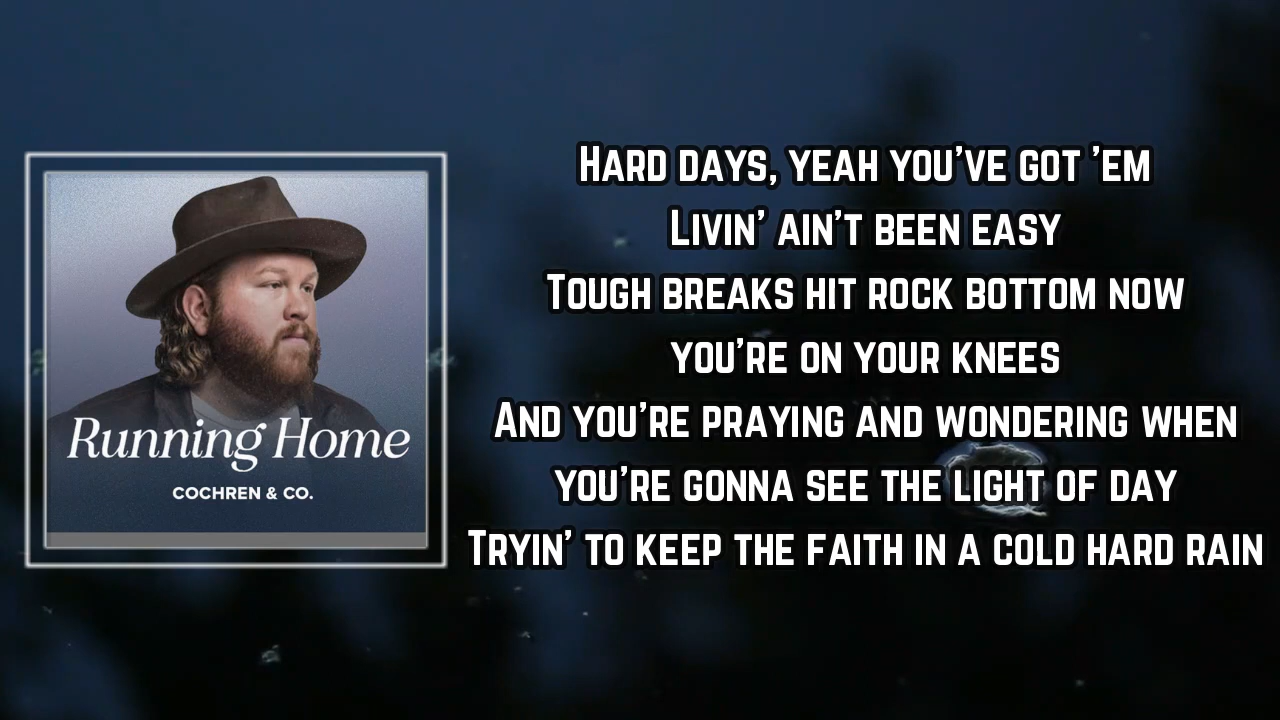 Running Home
COCHREN & CO.
HARD DAYS, YEAH YOU'VE GOT 'EM
LIVIN' AIN'T BEEN EASY
TOUGH BREAKS HIT ROCK BOTTOM NOW
YOU'RE ON YOUR KNEES
AND YOU'RE PRAYING AND WONDERING WHEN
YOU'RE GONNA SEE THE LIGHT OF DAY
TRYIN' TO KEEP THE FAITH IN A COLD HARD RAIN